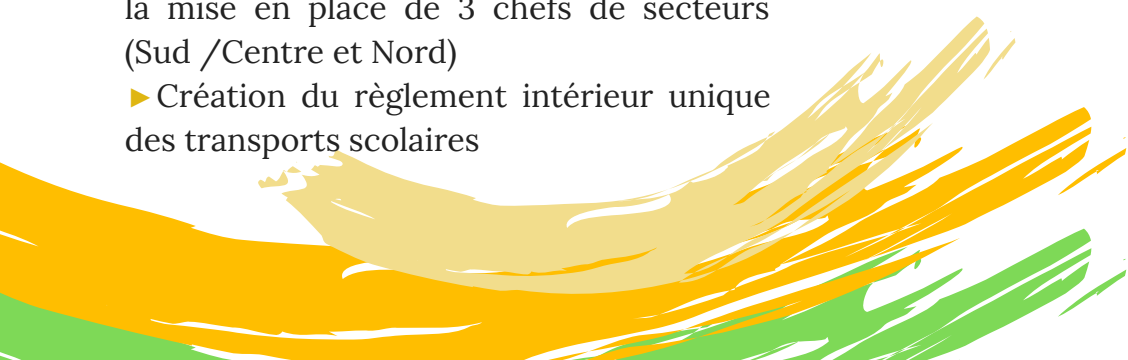 la mise en place de 3 chefs de secteurs
(Sud /Centre et Nord)
►Création du règlement intérieur unique
des transports scolaires